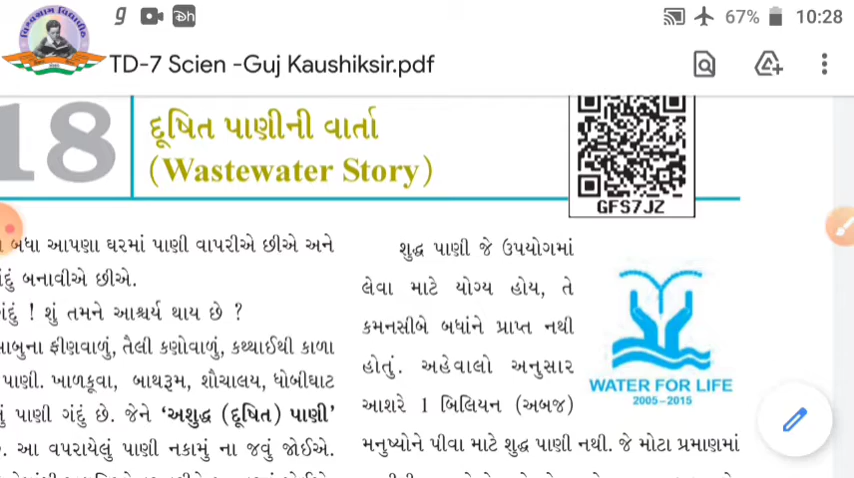 વિશ્વગ્રામ વિદ્યાપીઠ
g Dh 67% 10:28
TD-7 Scien -Guj Kaushiksir.pdf
18
દૂષિત પાણીની વાર્તા
(Wastewater Story)
GFS7JZ
બધા આપણા ઘરમાં પાણી વાપરીએ છીએ અને
બનાવીએ છીએ.
! શું તમને આશ્ચર્ય થાય છે ?
ફીણવાળું, તૈલી કણોવાળું, કથ્થાઈથી કાળા
પાણી. ખાળકૂવા, બાથરૂમ, શૌચાલય, ધોબીઘાટ
પાણી ગંદું છે. જેને ‘અશુદ્ધ (દૂષિત) પાણી’
. આ વપરાયેલું પાણી નકામું ના જવું જોઈએ.
શુદ્ધ પાણી જે ઉપયોગમાં
લેવા માટે યોગ્ય હોય, તે
કમનસીબે બધાંને પ્રાપ્ત નથી
હોતું. અહેવાલો અનુસાર
આશરે 1 બિલિયન (અબજ)
મનુષ્યોને પીવા માટે શુદ્ધ પાણી નથી. જે મોટા પ્રમાણમાં
WATER FOR LIFE
2005–2015